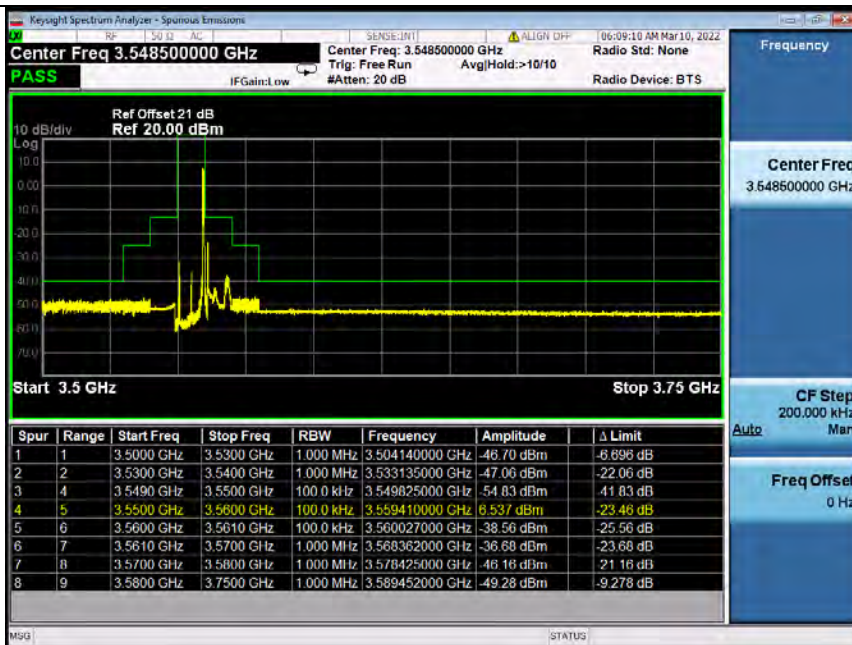 Keysight Spectrum Analyzer - Spurious Emissions
LXI RF 50 Ω AC SENSE:INT ALIGN OFF 06:09:10 AM Mar 10, 2022
Center Freq 3.548500000 GHz Center Freq: 3.548500000 GHz Radio Std: None Frequency
Trig: Free Run Avg|Hold:>10/10
PASS IFGain:Low #Atten: 20 dB Radio Device: BTS
Ref Offset 21 dB
10 dB/div Ref 20.00 dBm
Log
10.0
0.00
-10.0
-20.0
-30.0
-40.0
-50.0
-60.0
-70.0
Start 3.5 GHz Stop 3.75 GHz
Center Freq
3.548500000 GHz
CF Step
200.000 kHz
Auto Man
Freq Offset
0 Hz
Spur Range Start Freq Stop Freq RBW Frequency Amplitude Δ Limit
1 1 3.5000 GHz 3.5300 GHz 1.000 MHz 3.504140000 GHz -46.70 dBm -6.696 dB
2 2 3.5300 GHz 3.5400 GHz 1.000 MHz 3.533135000 GHz -47.06 dBm -22.06 dB
3 4 3.5490 GHz 3.5500 GHz 100.0 kHz 3.549825000 GHz -54.83 dBm -41.83 dB
4 5 3.5500 GHz 3.5600 GHz 100.0 kHz 3.559410000 GHz 6.537 dBm -23.46 dB
5 6 3.5600 GHz 3.5610 GHz 100.0 kHz 3.560027000 GHz -38.56 dBm -25.56 dB
6 7 3.5610 GHz 3.5700 GHz 1.000 MHz 3.568362000 GHz -36.68 dBm -23.68 dB
7 8 3.5700 GHz 3.5800 GHz 1.000 MHz 3.578425000 GHz -46.16 dBm -21.16 dB
8 9 3.5800 GHz 3.7500 GHz 1.000 MHz 3.589452000 GHz -49.28 dBm -9.278 dB
MSG STATUS